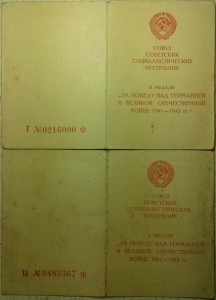 СОЮЗ
СОВЕТСКИХ
СОЦИАЛИСТИЧЕСКИХ
РЕСПУБЛИК
К МЕДАЛИ
„ЗА ПОБЕДУ НАД ГЕРМАНИЕЙ
В ВЕЛИКОЙ ОТЕЧЕСТВЕННОЙ
ВОЙНЕ 1941–1945 гг."
Г №0216000 *
СОЮЗ
СОВЕТСКИХ
СОЦИАЛИСТИЧЕСКИХ
РЕСПУБЛИК
К МЕДАЛИ
„ЗА ПОБЕДУ НАД ГЕРМАНИЕЙ
В ВЕЛИКОЙ ОТЕЧЕСТВЕННОЙ
ВОЙНЕ 1941–1945 гг."
Ц №0483367 *